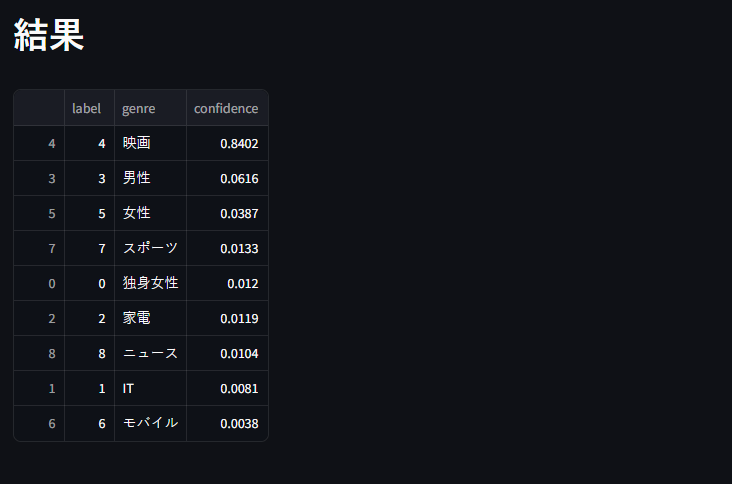 結果
label genre confidence
4 4 映画 0.8402
3 3 男性 0.0616
5 5 女性 0.0387
7 7 スポーツ 0.0133
0 0 独身女性 0.012
2 2 家電 0.0119
8 8 ニュース 0.0104
1 1 IT 0.0081
6 6 モバイル 0.0038